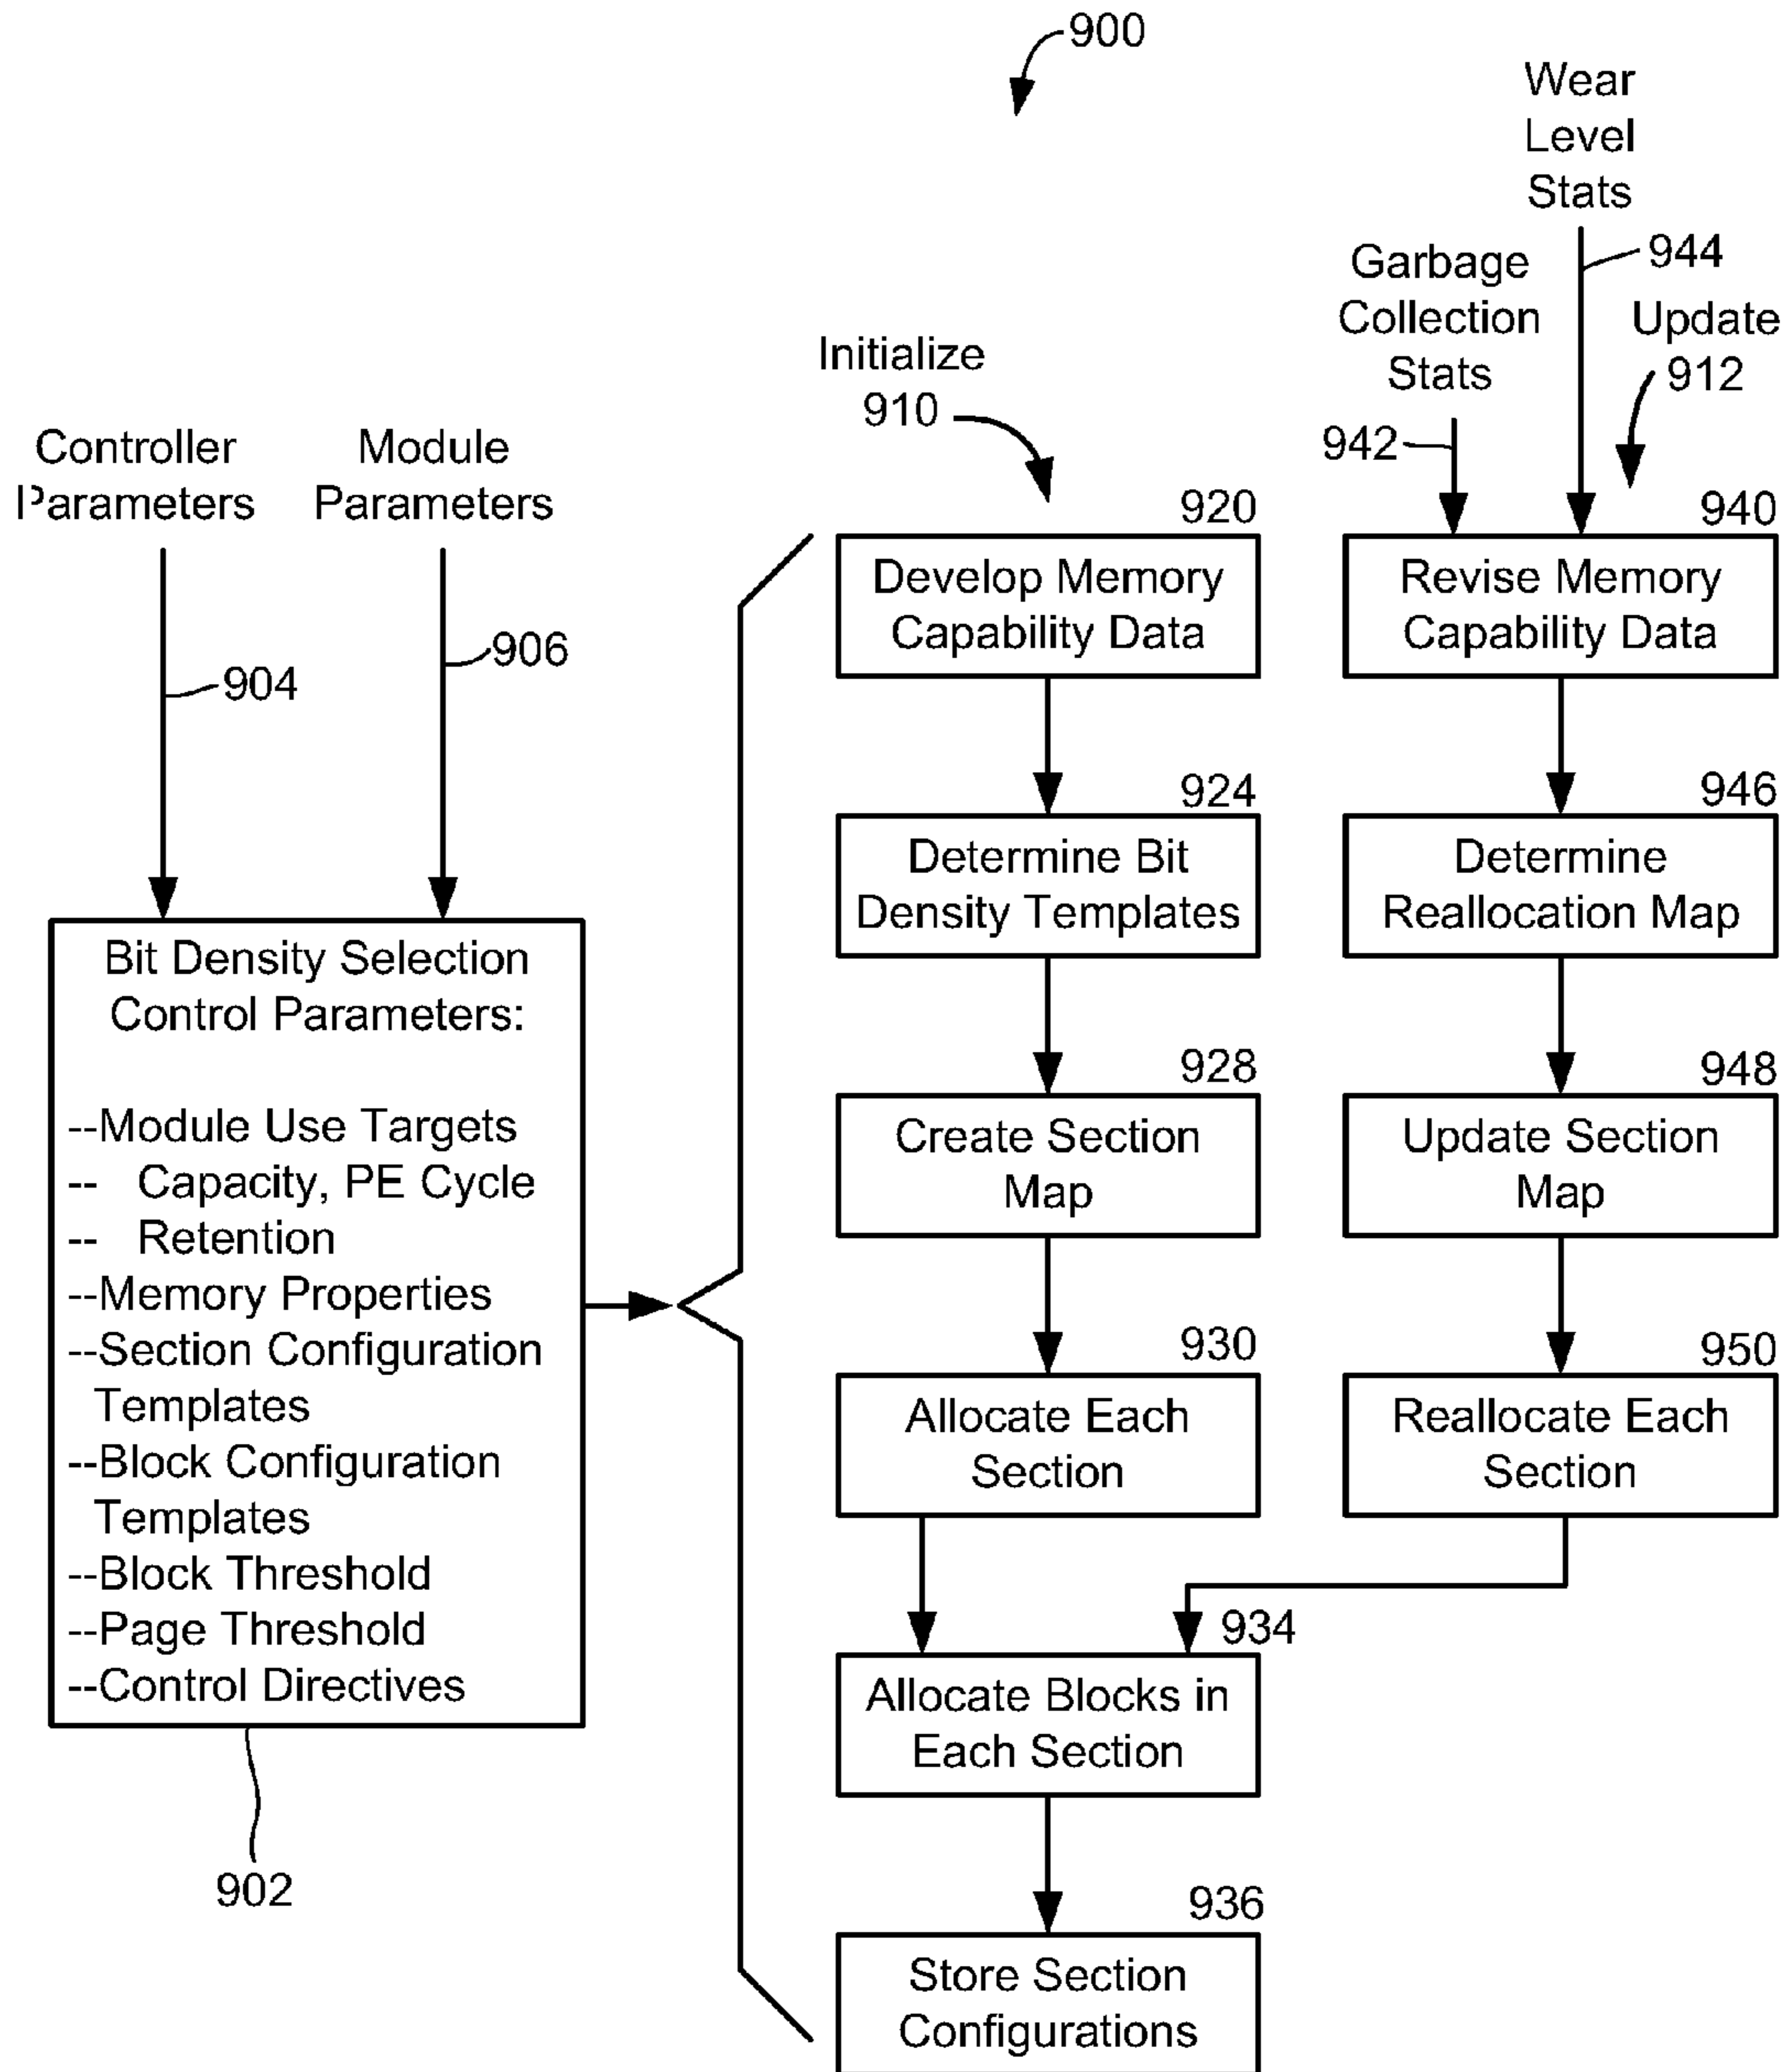 900
Wear
Level
Stats
944
Garbage
Collection
Stats
942
Update
912
Initialize
910
Controller
Parameters
Module
Parameters
904
906
Bit Density Selection
Control Parameters:
--Module Use Targets
-- Capacity, PE Cycle
-- Retention
--Memory Properties
--Section Configuration
Templates
--Block Configuration
Templates
--Block Threshold
--Page Threshold
--Control Directives
902
920
Develop Memory
Capability Data
924
Determine Bit
Density Templates
928
Create Section
Map
930
Allocate Each
Section
934
Allocate Blocks in
Each Section
936
Store Section
Configurations
940
Revise Memory
Capability Data
946
Determine
Reallocation Map
948
Update Section
Map
950
Reallocate Each
Section